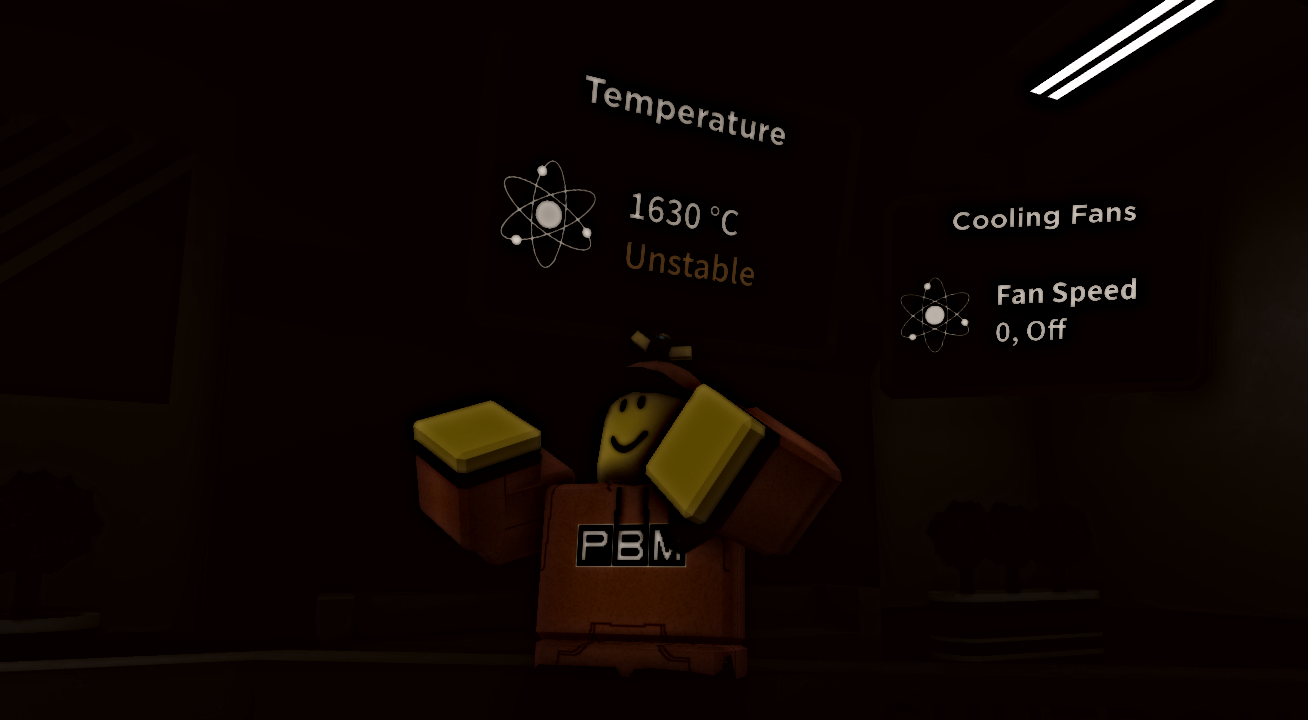 Temperature
1630 °C
Unstable
Cooling Fans
Fan Speed
0, Off
PBM